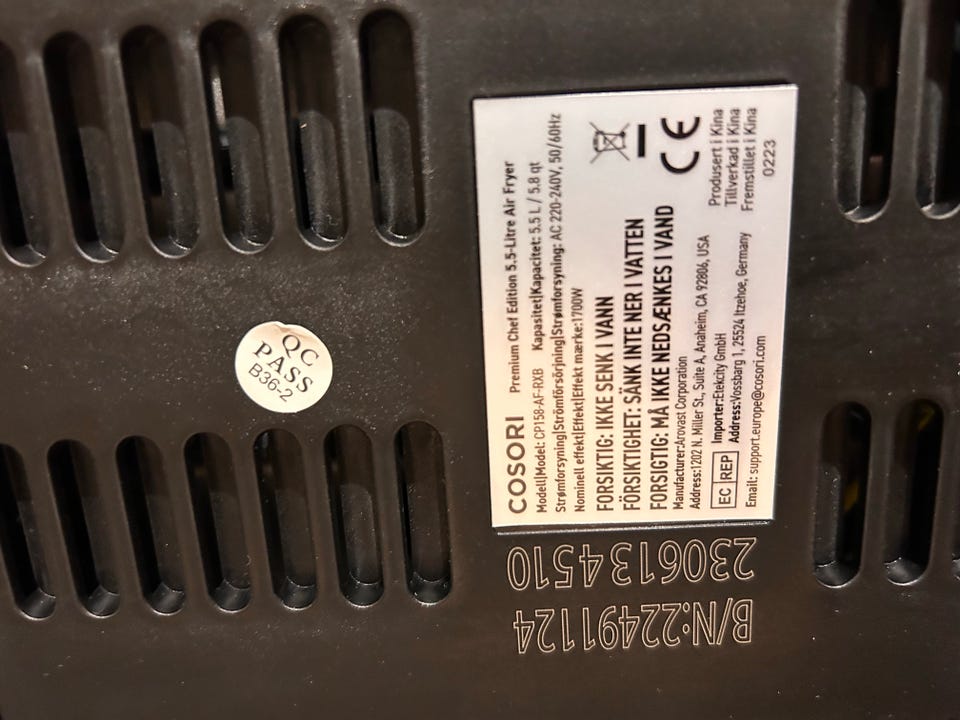 COSORI Premium Chef Edition 5.5-Litre Air Fryer
Modell|Model: CP158-AF-RXB Kapasitet|Kapacitet: 5.5 L / 5.8 qt
Strømforsyning|Strömförsörjning|Strømforsyning: AC 220-240V, 50/60Hz
Nominell effekt|Effekt|Effekt mærke:1700W
FORSIKTIG: IKKE SENK I VANN
FÖRSIKTIGHET: SÄNK INTE NER I VATTEN
FORSIGTIG: MÅ IKKE NEDSÆNKES I VAND
Manufacturer:Arovast Corporation
Address:1202 N. Miller St., Suite A, Anaheim, CA 92806, USA
EC REP
Importer:Etekcity GmbH
Address:Vossbarg 1, 25524 Itzehoe, Germany
Email: support.europe@cosori.com
CE
Produsert i Kina
Tillverkad i Kina
Fremstillet i Kina
0223
QC
PASS
B36-2
B/N:22491124
2306134510